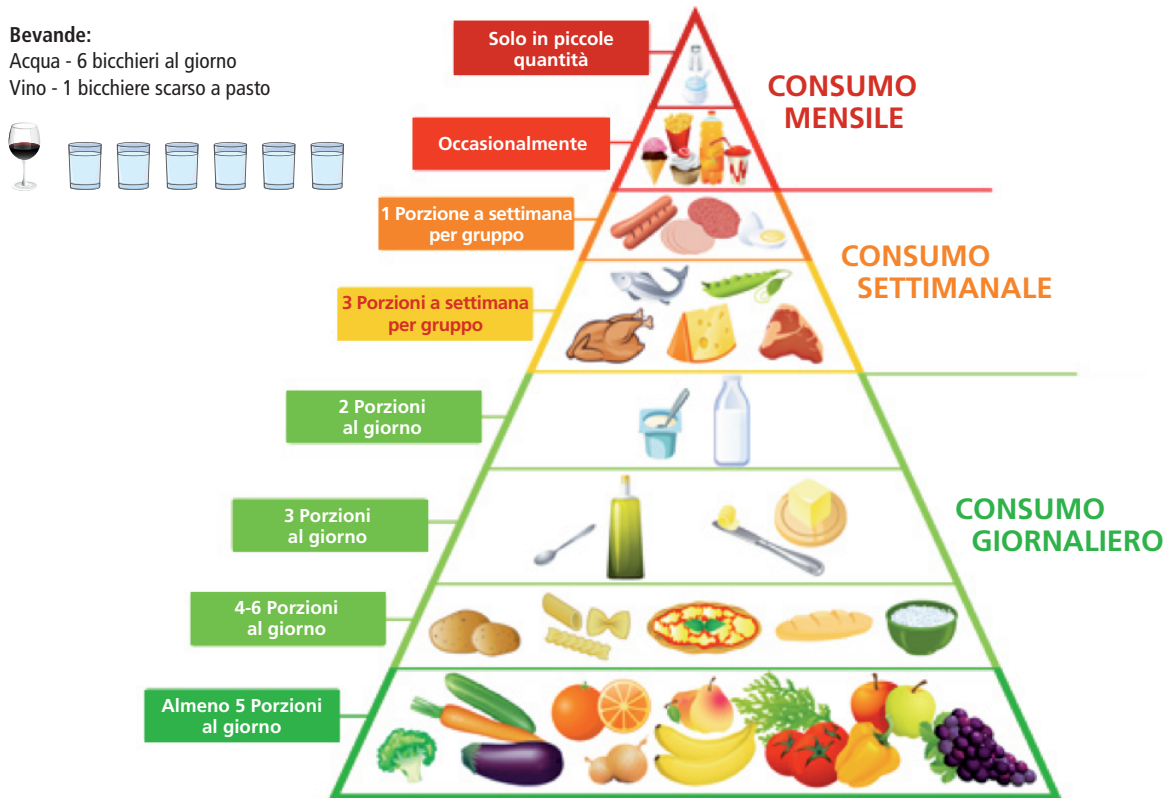 Bevande:
Acqua - 6 bicchieri al giorno
Vino - 1 bicchiere scarso a pasto
Solo in piccole
quantità
CONSUMO
MENSILE
Occasionalmente
1 Porzione a settimana
per gruppo
CONSUMO
SETTIMANALE
3 Porzioni a settimana
per gruppo
2 Porzioni
al giorno
3 Porzioni
al giorno
CONSUMO
GIORNALIERO
4-6 Porzioni
al giorno
Almeno 5 Porzioni
al giorno